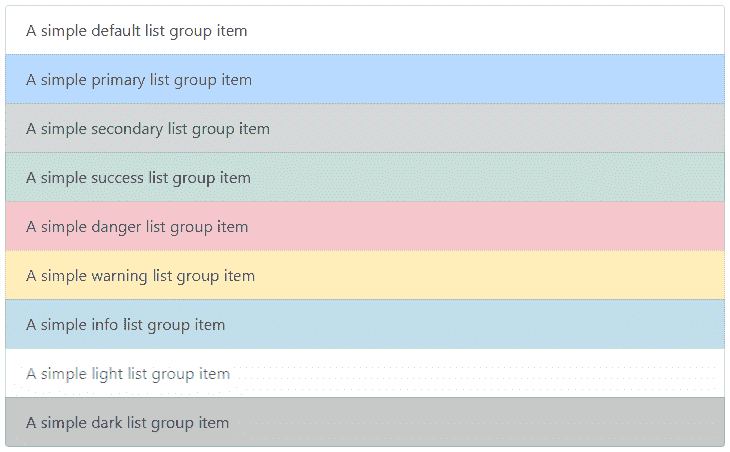 A simple default list group item
A simple primary list group item
A simple secondary list group item
A simple success list group item
A simple danger list group item
A simple warning list group item
A simple info list group item
A simple light list group item
A simple dark list group item